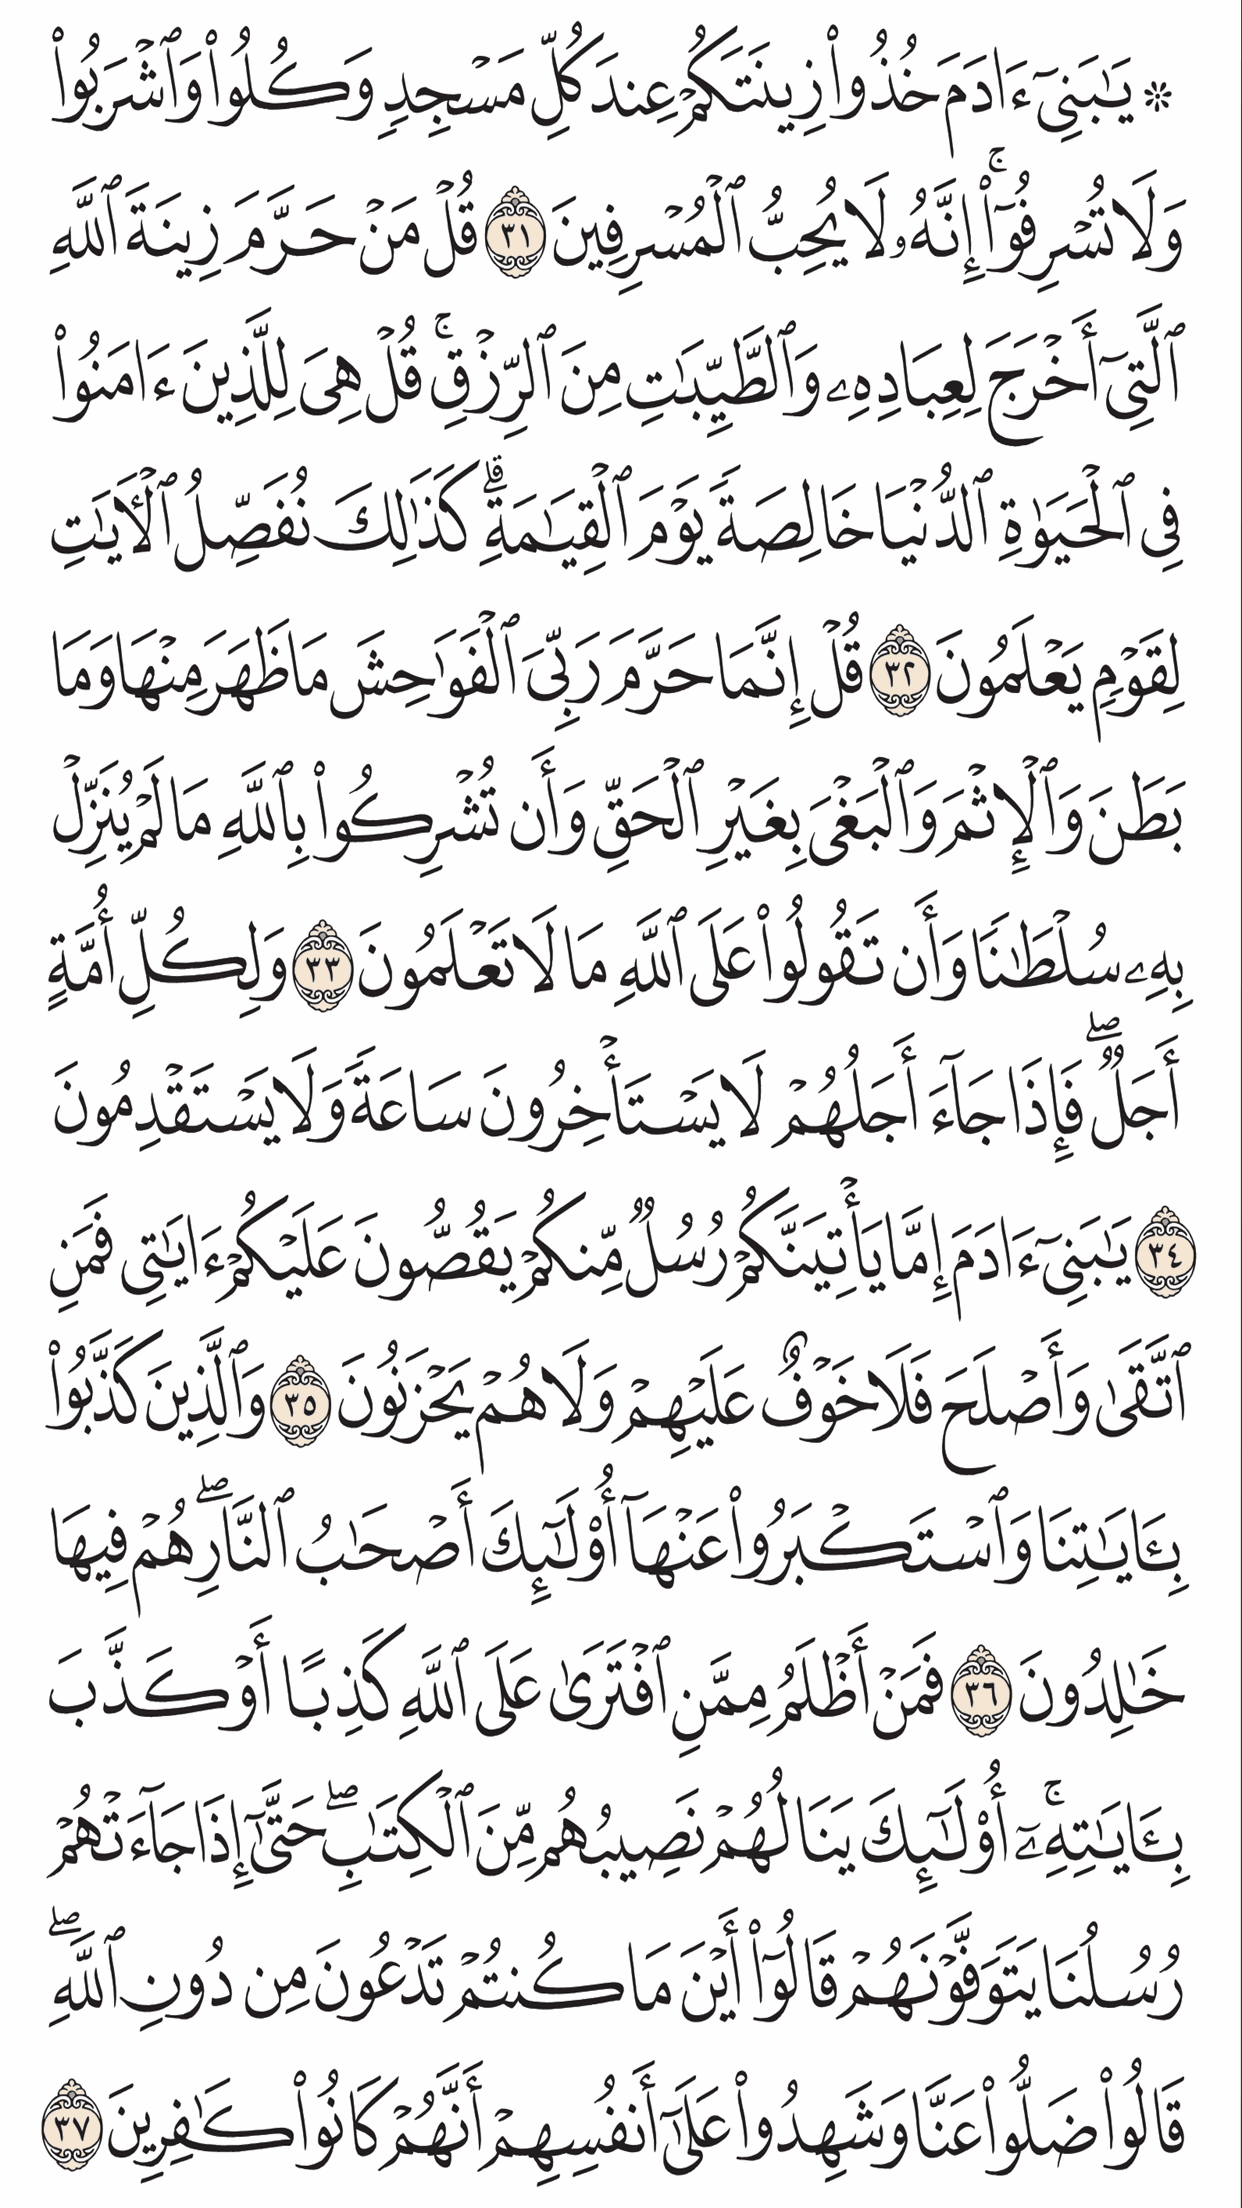 ۞ يَـٰبَنِىٓ ءَادَمَ خُذُوا۟ زِينَتَكُمْ عِندَ كُلِّ مَسْجِدٍ وَكُلُوا۟ وَٱشْرَبُوا۟
وَلَا تُسْرِفُوٓا۟ ۚ إِنَّهُۥ لَا يُحِبُّ ٱلْمُسْرِفِينَ ٣١ قُلْ مَنْ حَرَّمَ زِينَةَ ٱللَّهِ
ٱلَّتِىٓ أَخْرَجَ لِعِبَادِهِۦ وَٱلطَّيِّبَـٰتِ مِنَ ٱلرِّزْقِ ۚ قُلْ هِىَ لِلَّذِينَ ءَامَنُوا۟
فِى ٱلْحَيَوٰةِ ٱلدُّنْيَا خَالِصَةً يَوْمَ ٱلْقِيَـٰمَةِ ۗ كَذَٰلِكَ نُفَصِّلُ ٱلْـَٔايَـٰتِ
لِقَوْمٍ يَعْلَمُونَ ٣٢ قُلْ إِنَّمَا حَرَّمَ رَبِّىَ ٱلْفَوَٰحِشَ مَا ظَهَرَ مِنْهَا وَمَا
بَطَنَ وَٱلْإِثْمَ وَٱلْبَغْىَ بِغَيْرِ ٱلْحَقِّ وَأَن تُشْرِكُوا۟ بِٱللَّهِ مَا لَمْ يُنَزِّلْ
بِهِۦ سُلْطَـٰنًا وَأَن تَقُولُوا۟ عَلَى ٱللَّهِ مَا لَا تَعْلَمُونَ ٣٣ وَلِكُلِّ أُمَّةٍ
أَجَلٌ ۖ فَإِذَا جَآءَ أَجَلُهُمْ لَا يَسْتَأْخِرُونَ سَاعَةً وَلَا يَسْتَقْدِمُونَ
٣٤ يَـٰبَنِىٓ ءَادَمَ إِمَّا يَأْتِيَنَّكُمْ رُسُلٌ مِّنكُمْ يَقُصُّونَ عَلَيْكُمْ ءَايَـٰتِى فَمَنِ
ٱتَّقَىٰ وَأَصْلَحَ فَلَا خَوْفٌ عَلَيْهِمْ وَلَا هُمْ يَحْزَنُونَ ٣٥ وَٱلَّذِينَ كَذَّبُوا۟
بِـَٔايَـٰتِنَا وَٱسْتَكْبَرُوا۟ عَنْهَآ أُو۟لَـٰٓئِكَ أَصْحَـٰبُ ٱلنَّارِ ۖ هُمْ فِيهَا
خَـٰلِدُونَ ٣٦ فَمَنْ أَظْلَمُ مِمَّنِ ٱفْتَرَىٰ عَلَى ٱللَّهِ كَذِبًا أَوْ كَذَّبَ
بِـَٔايَـٰتِهِۦٓ ۚ أُو۟لَـٰٓئِكَ يَنَالُهُمْ نَصِيبُهُم مِّنَ ٱلْكِتَـٰبِ ۖ حَتَّىٰٓ إِذَا جَآءَتْهُمْ
رُسُلُنَا يَتَوَفَّوْنَهُمْ قَالُوٓا۟ أَيْنَ مَا كُنتُمْ تَدْعُونَ مِن دُونِ ٱللَّهِ ۖ
قَالُوا۟ ضَلُّوا۟ عَنَّا وَشَهِدُوا۟ عَلَىٰٓ أَنفُسِهِمْ أَنَّهُمْ كَانُوا۟ كَـٰفِرِينَ ٣٧